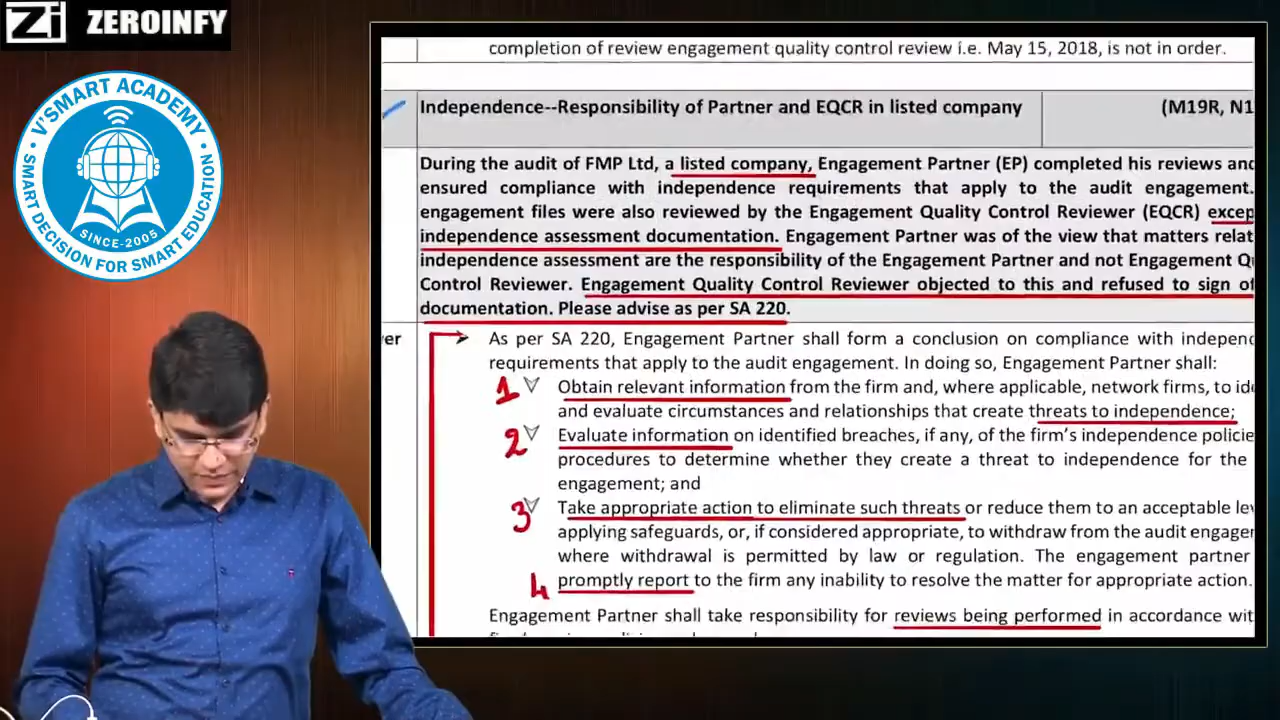 Zi ZEROINFY
V'SMART ACADEMY
SINCE-2005
SMART DECISION FOR SMART EDUCATION
completion of review engagement quality control review i.e. May 15, 2018, is not in order.
Independence--Responsibility of Partner and EQCR in listed company (M19R, N1
During the audit of FMP Ltd, a listed company, Engagement Partner (EP) completed his reviews and
ensured compliance with independence requirements that apply to the audit engagement.
engagement files were also reviewed by the Engagement Quality Control Reviewer (EQCR) excep
independence assessment documentation. Engagement Partner was of the view that matters relat
independence assessment are the responsibility of the Engagement Partner and not Engagement Q
Control Reviewer. Engagement Quality Control Reviewer objected to this and refused to sign of
documentation. Please advise as per SA 220.
er As per SA 220, Engagement Partner shall form a conclusion on compliance with independ
requirements that apply to the audit engagement. In doing so, Engagement Partner shall:
1 Obtain relevant information from the firm and, where applicable, network firms, to ide
and evaluate circumstances and relationships that create threats to independence;
2 Evaluate information on identified breaches, if any, of the firm's independence policie
procedures to determine whether they create a threat to independence for the
engagement; and
3 Take appropriate action to eliminate such threats or reduce them to an acceptable lev
applying safeguards, or, if considered appropriate, to withdraw from the audit engager
where withdrawal is permitted by law or regulation. The engagement partner
4 promptly report to the firm any inability to resolve the matter for appropriate action.
Engagement Partner shall take responsibility for reviews being performed in accordance wit